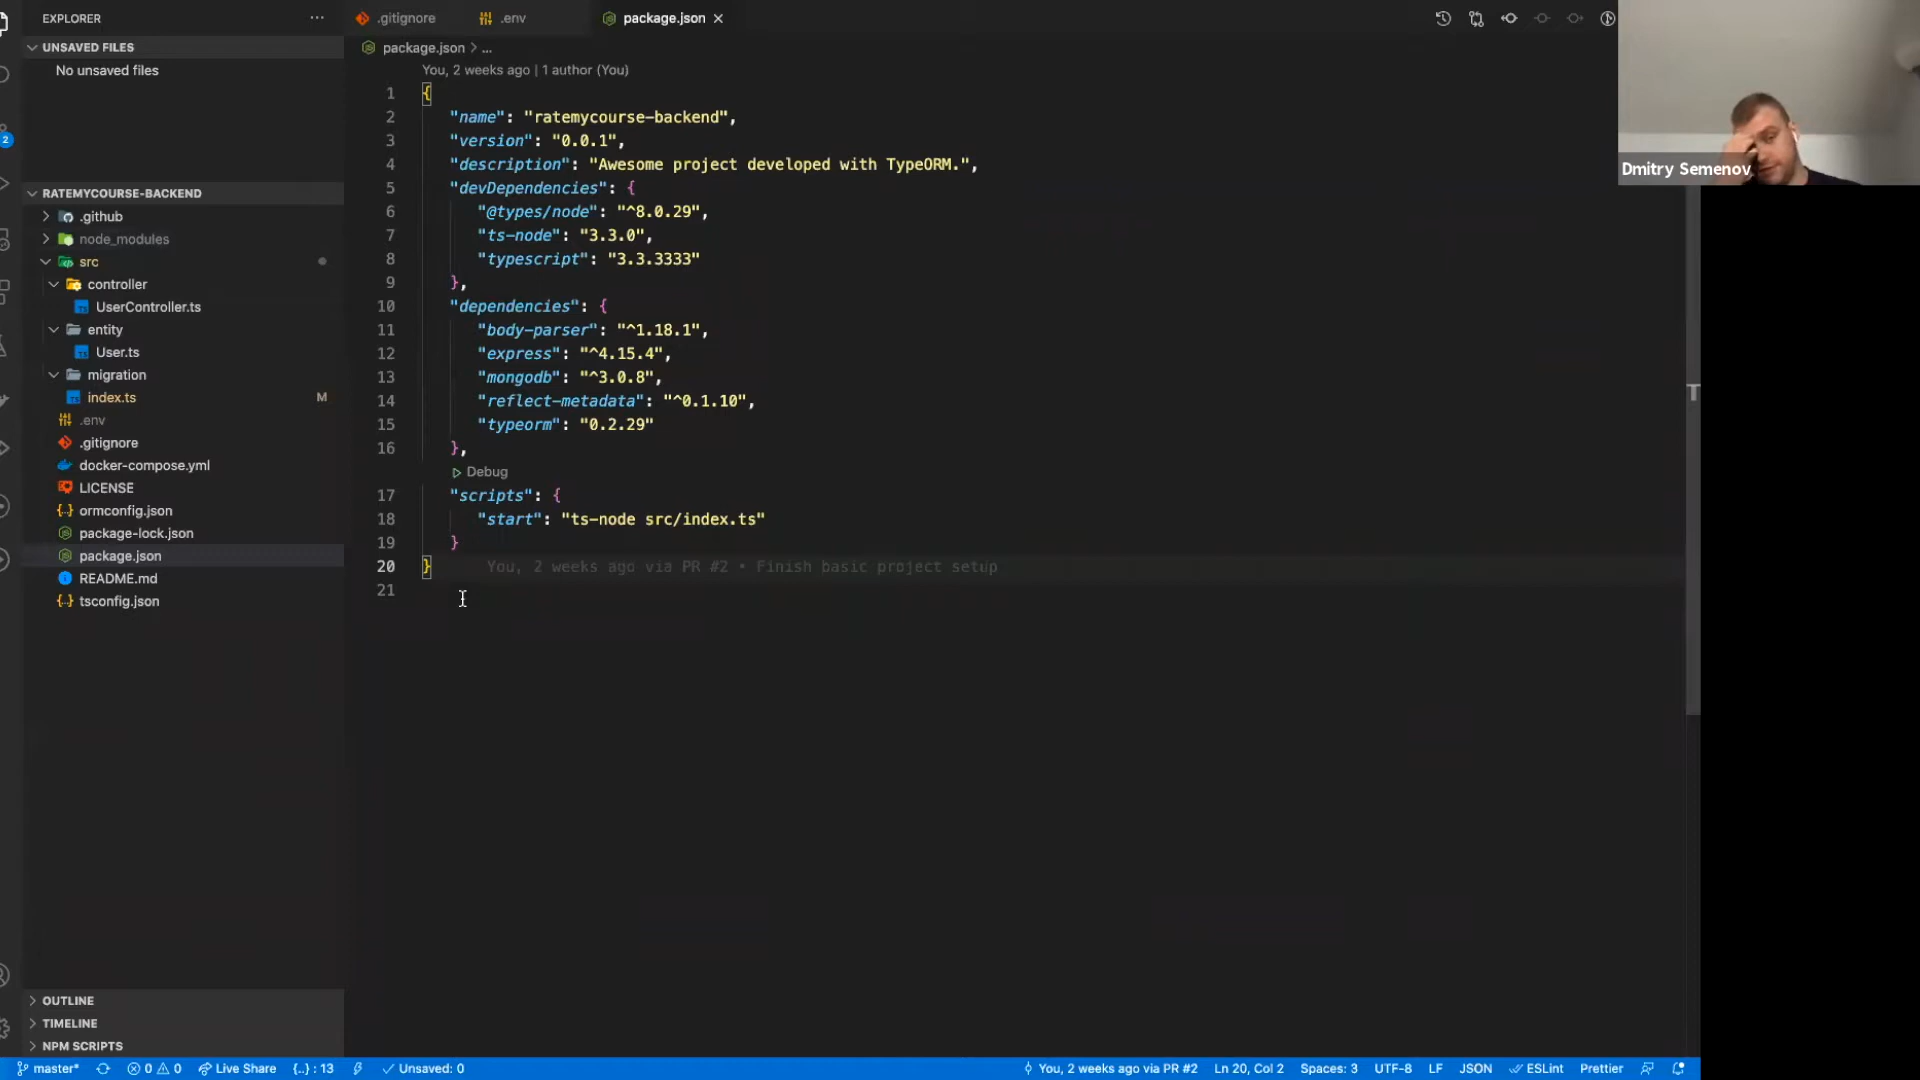 EXPLORER
UNSAVED FILES
No unsaved files
RATEMYCOURSE-BACKEND
.github
node_modules
src
controller
UserController.ts
entity
User.ts
migration
index.ts M
.env
.gitignore
docker-compose.yml
LICENSE
ormconfig.json
package-lock.json
package.json
README.md
tsconfig.json
OUTLINE
TIMELINE
NPM SCRIPTS
2
.gitignore .env package.json
package.json > ...
You, 2 weeks ago | 1 author (You)
1 {
2 "name": "ratemycourse-backend",
3 "version": "0.0.1",
4 "description": "Awesome project developed with TypeORM.",
5 "devDependencies": {
6 "@types/node": "^8.0.29",
7 "ts-node": "3.3.0",
8 "typescript": "3.3.3333"
9 },
10 "dependencies": {
11 "body-parser": "^1.18.1",
12 "express": "^4.15.4",
13 "mongodb": "^3.0.8",
14 "reflect-metadata": "^0.1.10",
15 "typeorm": "0.2.29"
16 },
Debug
17 "scripts": {
18 "start": "ts-node src/index.ts"
19 }
20 } You, 2 weeks ago via PR #2 • Finish basic project setup
21
Dmitry Semenov
master* 0 0 Live Share {..} : 13 Unsaved: 0 You, 2 weeks ago via PR #2 Ln 20, Col 2 Spaces: 3 UTF-8 LF JSON ESLint Prettier